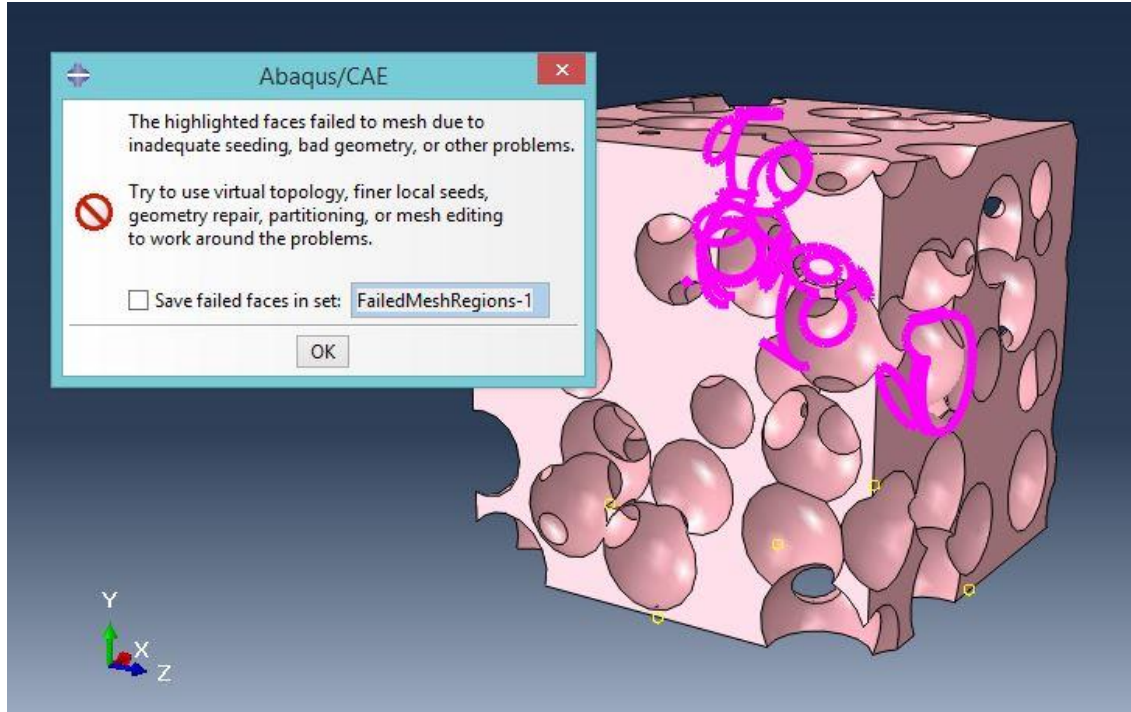 Abaqus/CAE
The highlighted faces failed to mesh due to
inadequate seeding, bad geometry, or other problems.
Try to use virtual topology, finer local seeds,
geometry repair, partitioning, or mesh editing
to work around the problems.
Save failed faces in set: FailedMeshRegions-1
OK
Y
X
Z